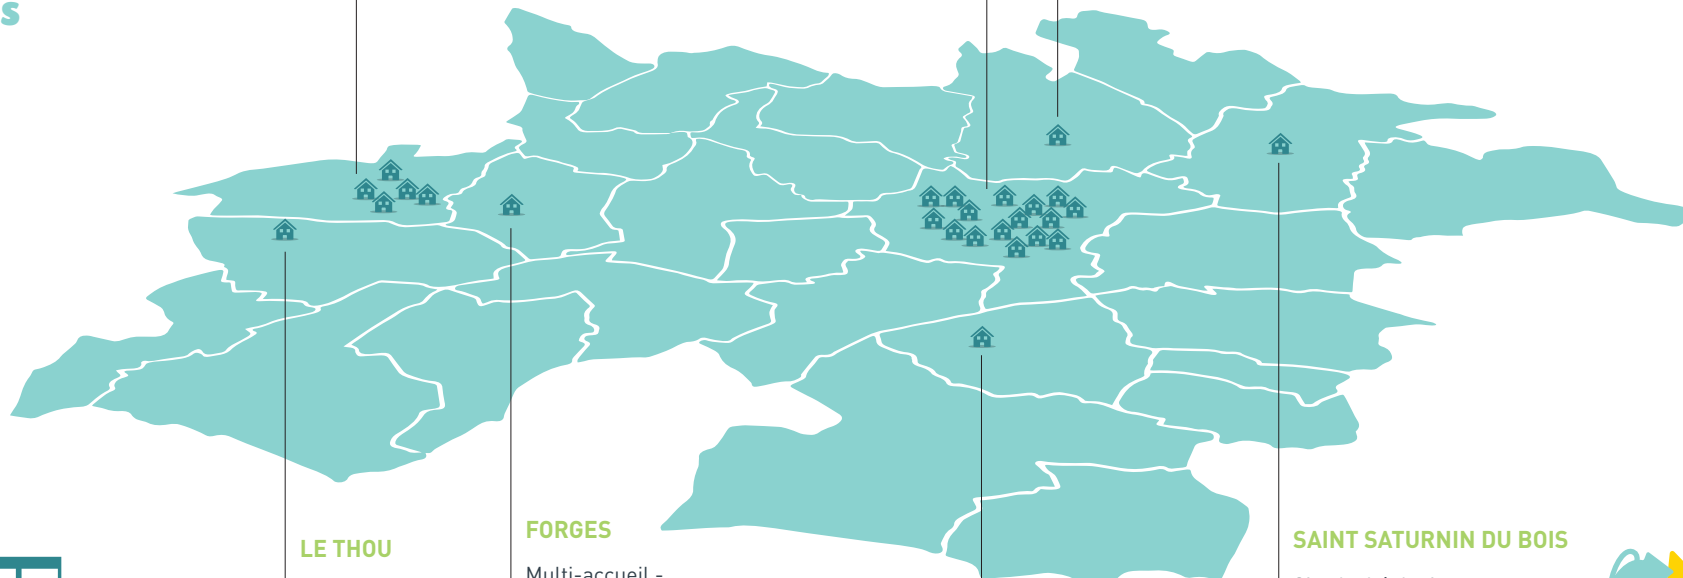 s
LE THOU
FORGES
Multi-accueil -
SAINT SATURNIN DU BOIS